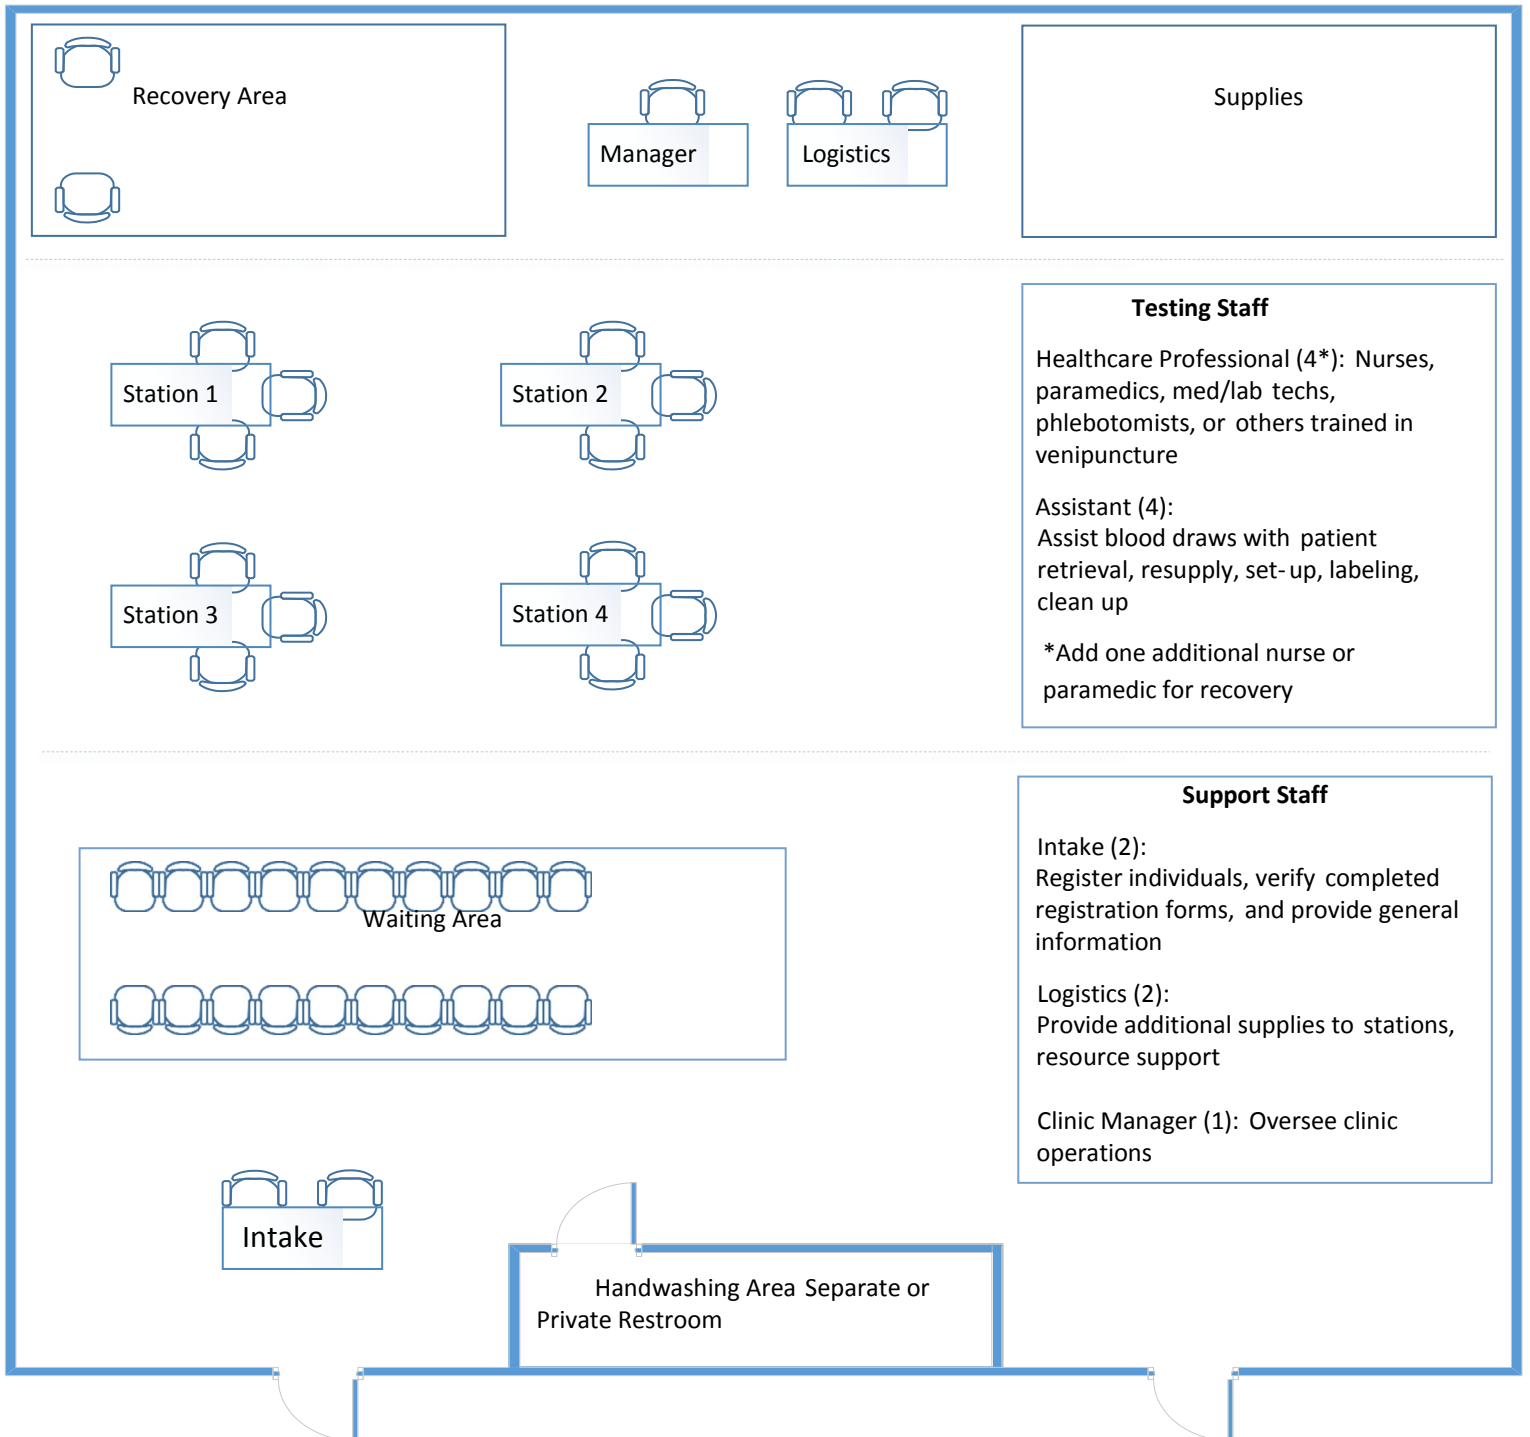 Recovery Area
Manager
Logistics
Supplies
Station 1
Station 2
Station 3
Station 4
Testing Staff
Healthcare Professional (4*): Nurses,
paramedics, med/lab techs,
phlebotomists, or others trained in
venipuncture
Assistant (4):
Assist blood draws with patient
retrieval, resupply, set-up, labeling,
clean up
*Add one additional nurse or
paramedic for recovery
Waiting Area
Support Staff
Intake (2):
Register individuals, verify completed
registration forms, and provide general
information
Logistics (2):
Provide additional supplies to stations,
resource support
Clinic Manager (1): Oversee clinic
operations
Intake
Handwashing Area Separate or
Private Restroom